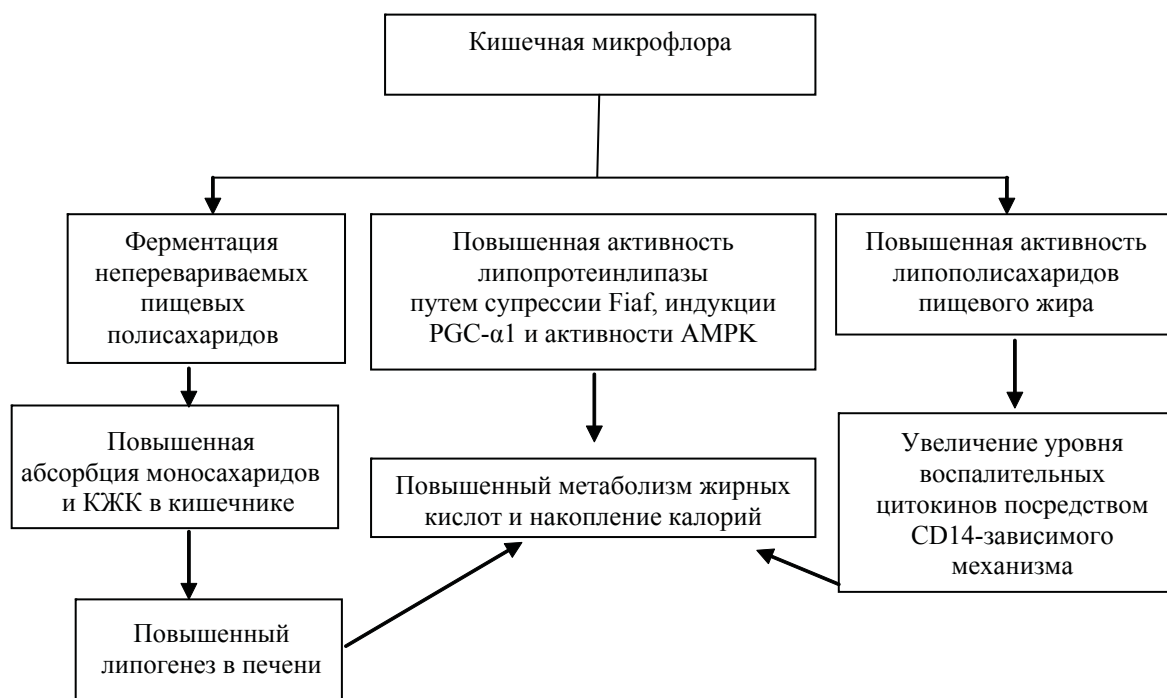 Кишечная микрофлора
Ферментация
неперевариваемых
пищевых
полисахаридов
Повышенная активность
липопротеинлипазы
путем супрессии Fiaf, индукции
PGC-α1 и активности AMPK
Повышенная активность
липополисахаридов
пищевого жира
Повышенная
абсорбция моносахаридов
и КЖК в кишечнике
Повышенный метаболизм жирных
кислот и накопление калорий
Увеличение уровня
воспалительных
цитокинов посредством
CD14-зависимого
механизма
Повышенный
липогенез в печени